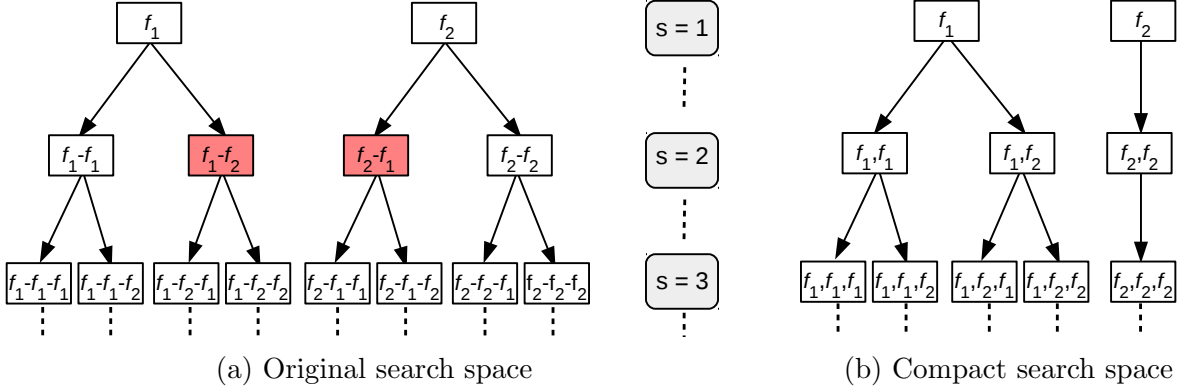 f1 f2 s = 1 f1 f2
f1-f1 f1-f2 f2-f1 f2-f2 s = 2 f1,f1 f1,f2 f2,f2
f1-f1-f1 f1-f1-f2 f1-f2-f1 f1-f2-f2 f2-f1-f1 f2-f1-f2 f2-f2-f1 f2-f2-f2 s = 3 f1,f1,f1 f1,f1,f2 f1,f2,f1 f1,f2,f2 f2,f2,f2
(a) Original search space (b) Compact search space